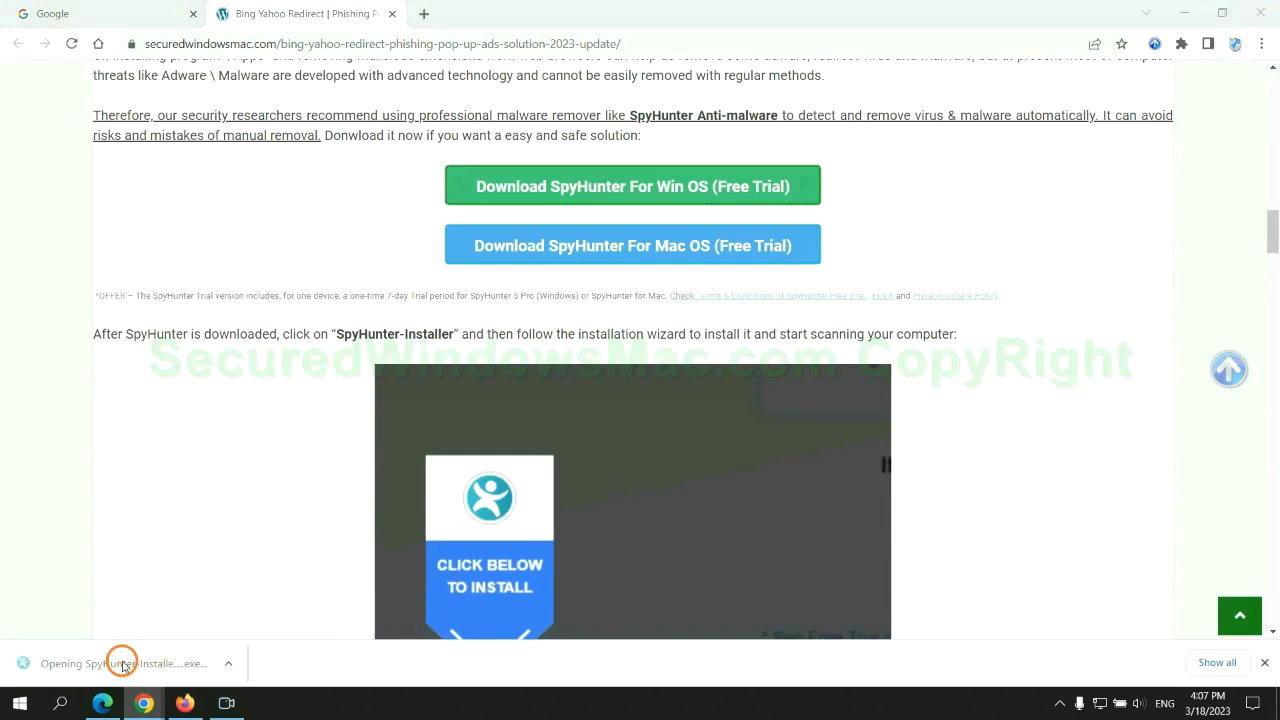 Google
Bing Yahoo Redirect | Phishing P
securedwindowsmac.com/bing-yahoo-redirect-phishing-pop-up-ads-solution-2023-update/
threats like Adware \ Malware are developed with advanced technology and cannot be easily removed with regular methods.
Therefore, our security researchers recommend using professional malware remover like SpyHunter Anti-malware to detect and remove virus & malware automatically. It can avoid
risks and mistakes of manual removal. Donwload it now if you want a easy and safe solution:
Download SpyHunter For Win OS (Free Trial)
Download SpyHunter For Mac OS (Free Trial)
*OFFER – The SpyHunter Trial version includes, for one device, a one-time 7-day Trial period for SpyHunter 5 Pro (Windows) or SpyHunter for Mac. Check Terms & Conditions of SpyHunter Free Trial, EULA and Privacy/Cookie Policy.
After SpyHunter is downloaded, click on “SpyHunter-Installer” and then follow the installation wizard to install it and start scanning your computer:
SecuredWindowsMac.com CopyRight
CLICK BELOW
TO INSTALL
Opening SpyHunter-Installe....exe...
Show all
ENG
4:07 PM
3/18/2023